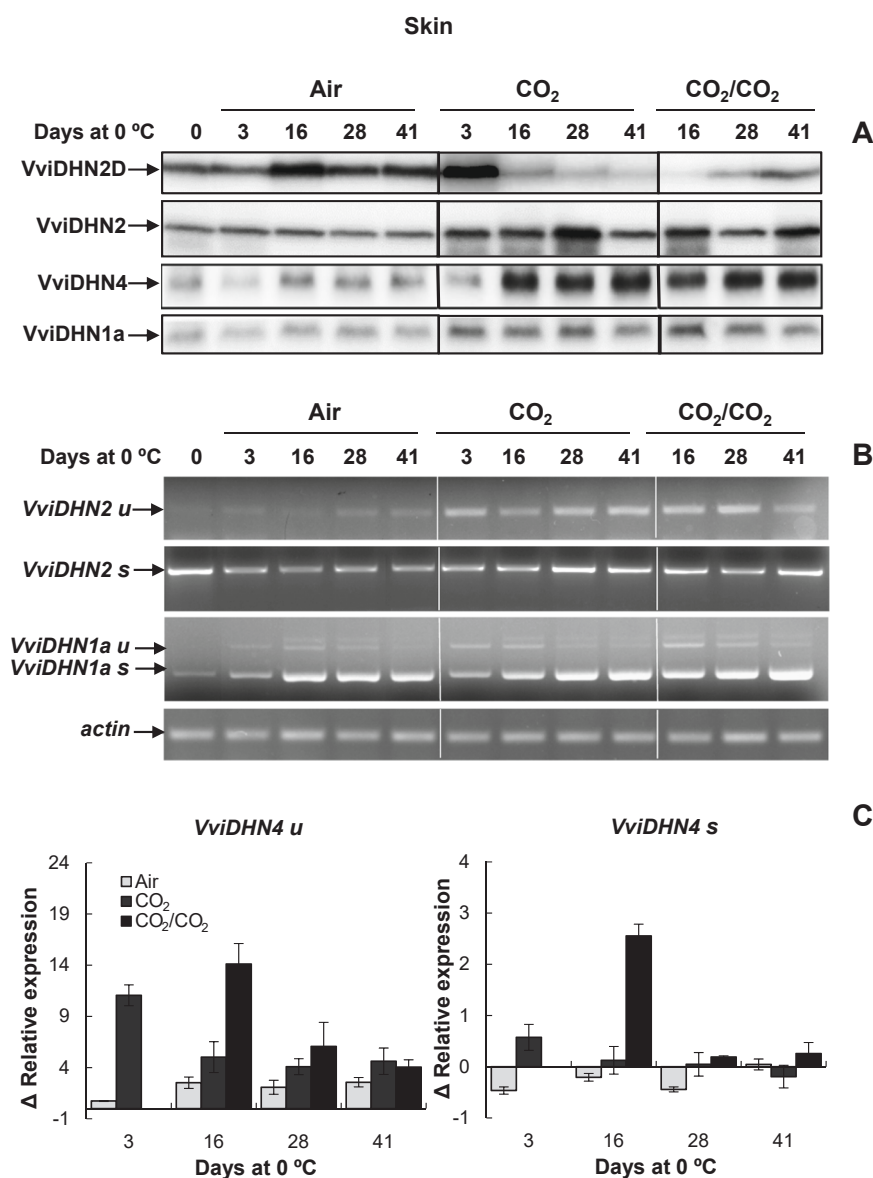 Skin
Air CO₂ CO₂/CO₂
Days at 0 ºC 0 3 16 28 41 3 16 28 41 16 28 41 A
VviDHN2D
VviDHN2
VviDHN4
VviDHN1a
Air CO₂ CO₂/CO₂
Days at 0 ºC 0 3 16 28 41 3 16 28 41 16 28 41 B
VviDHN2 u
VviDHN2 s
VviDHN1a u
VviDHN1a s
actin
C
VviDHN4 u
Δ Relative expression
24
19
14
9
4
-1
Air
CO₂
CO₂/CO₂
3 16 28 41
Days at 0 ºC
VviDHN4 s
Δ Relative expression
4
3
2
1
0
-1
3 16 28 41
Days at 0 ºC